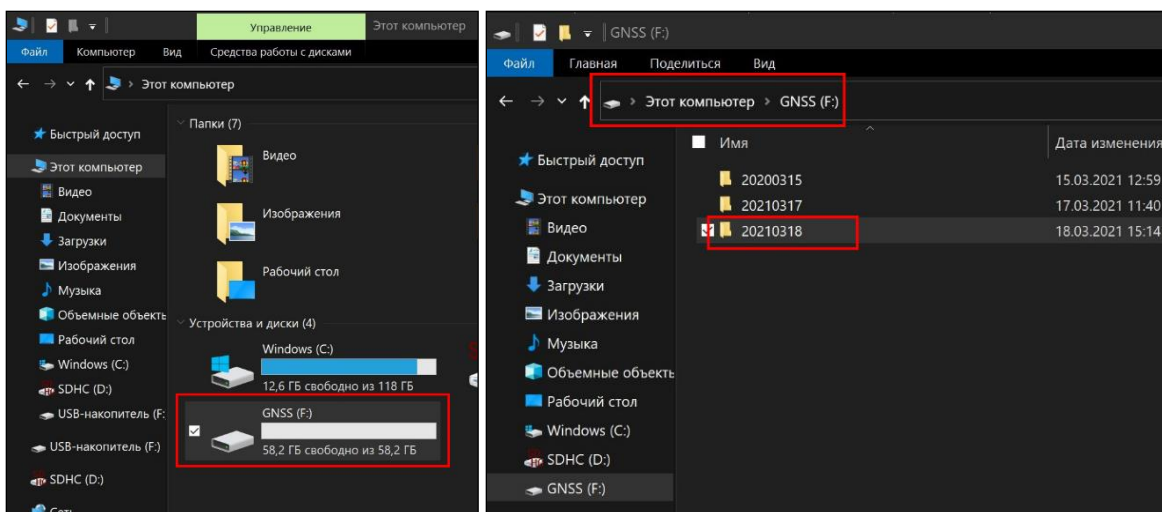 Управление
Этот компьютер
Файл
Компьютер
Вид
Средства работы с дисками
Этот компьютер
Быстрый доступ
Этот компьютер
Видео
Документы
Загрузки
Изображения
Музыка
Объемные объекты
Рабочий стол
Windows (C:)
SDHC (D:)
USB-накопитель (F:
USB-накопитель (F:)
SDHC (D:)
Сеть
Папки (7)
Видео
Изображения
Рабочий стол
Устройства и диски (4)
Windows (C:)
12,6 ГБ свободно из 118 ГБ
GNSS (F:)
58,2 ГБ свободно из 58,2 ГБ
GNSS (F:)
Файл
Главная
Поделиться
Вид
Этот компьютер > GNSS (F:)
Быстрый доступ
Этот компьютер
Видео
Документы
Загрузки
Изображения
Музыка
Объемные объекты
Рабочий стол
Windows (C:)
SDHC (D:)
GNSS (F:)
Имя
Дата изменения
20200315
15.03.2021 12:59
20210317
17.03.2021 11:40
20210318
18.03.2021 15:14